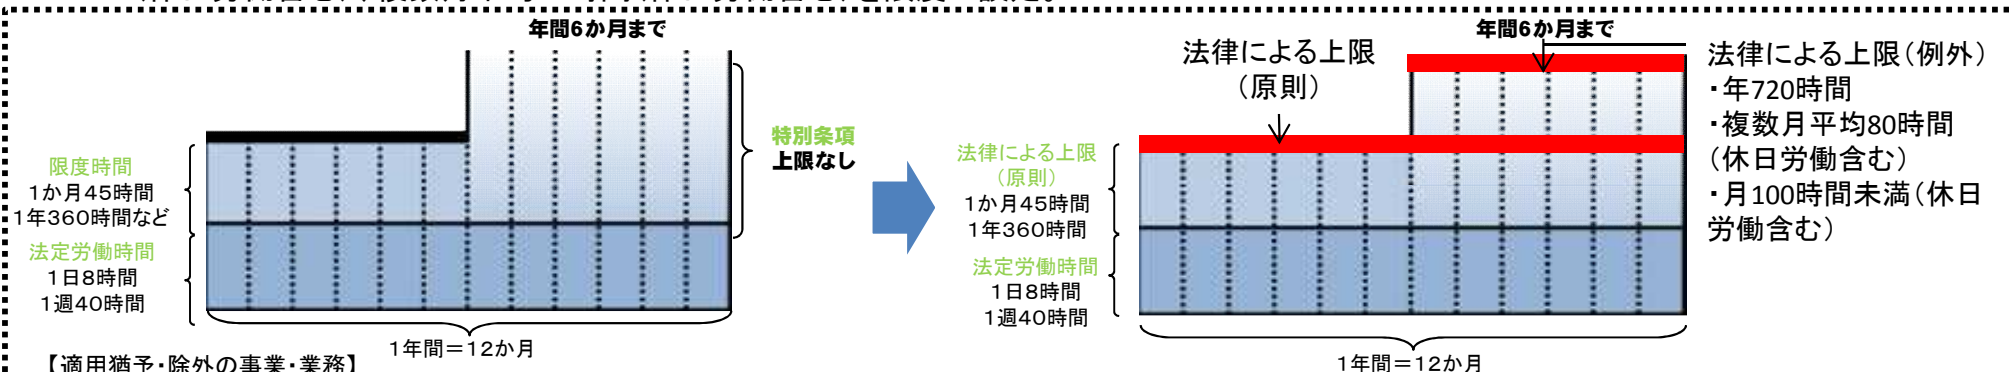 年間6か月まで
特別条項
上限なし
限度時間
1か月45時間
1年360時間など
法定労働時間
1日8時間
1週40時間
1年間=12か月
【適用猶予・除外の事業・業務】
年間6か月まで
法律による上限
(原則)
法律による上限(例外)
・年720時間
・複数月平均80時間
(休日労働含む)
・月100時間未満(休日
労働含む)
法律による上限
(原則)
1か月45時間
1年360時間
法定労働時間
1日8時間
1週40時間
1年間=12か月